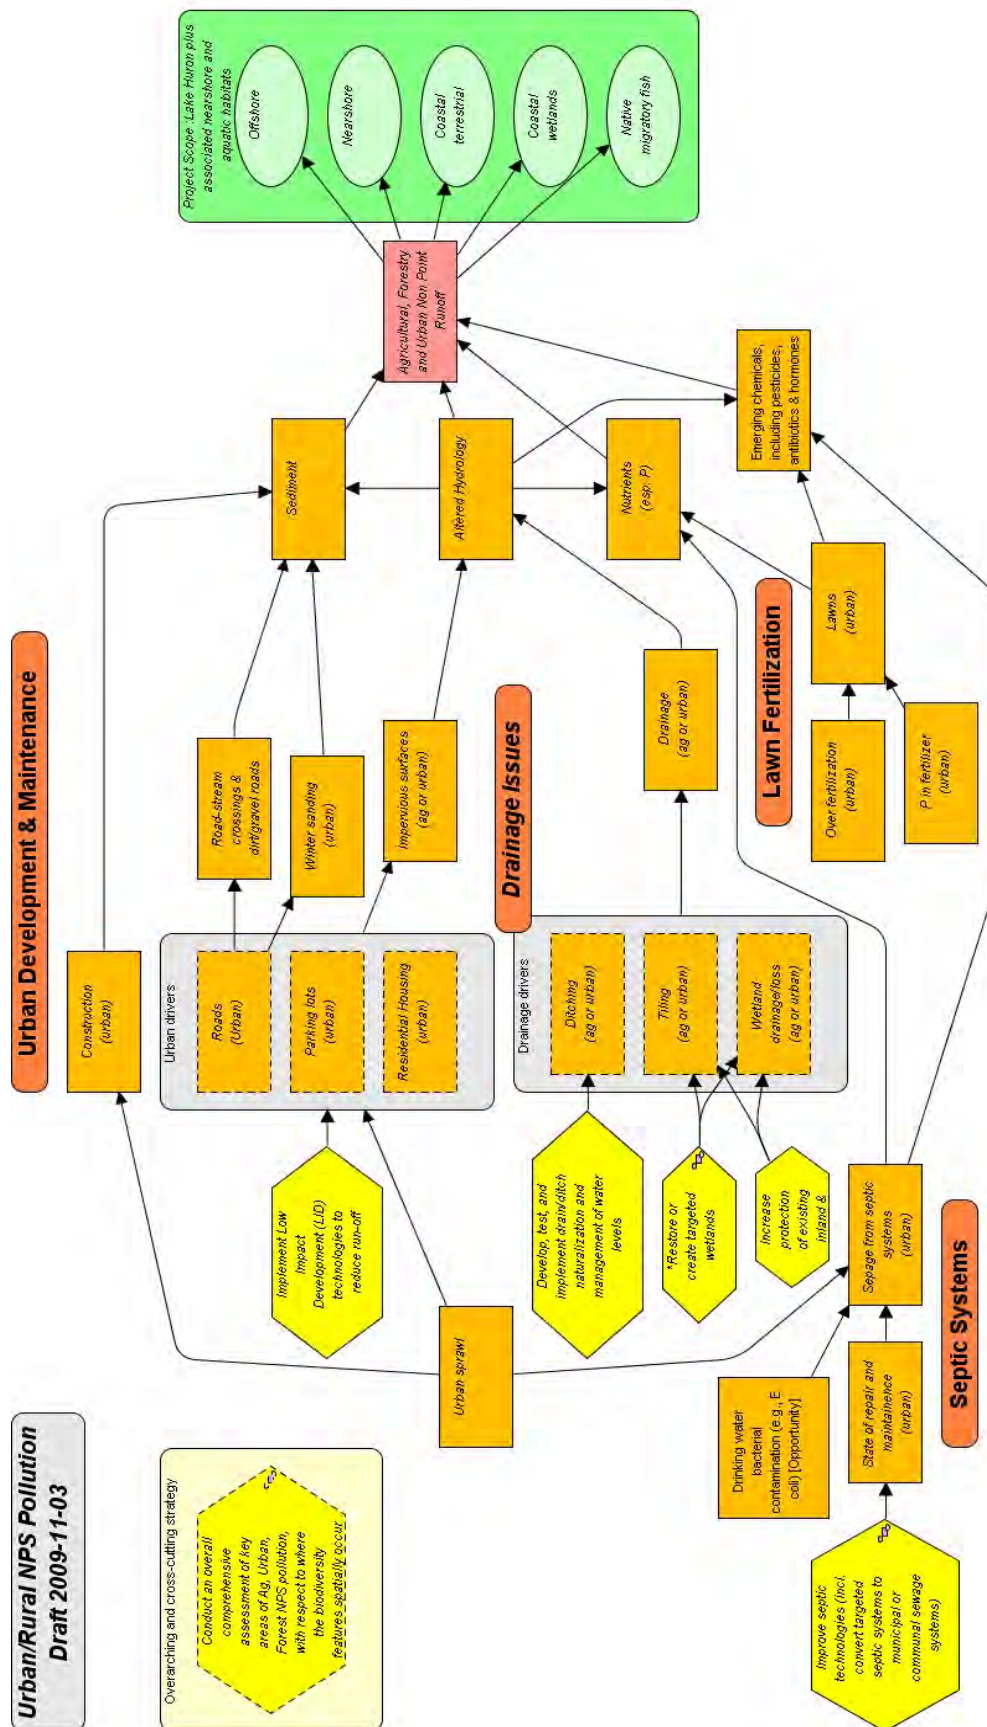 Urban/Rural NPS Pollution
Draft 2009-11-03
Urban Development & Maintenance
Project Scope :Lake Huron plus
associated nearshore and
aquatic habitats
Offshore
Nearshore
Coastal
terrestrial
Coastal
wetlands
Native
migratory fish
Agricultural, Forestry
and Urban Non Point
Runoff
Sediment
Altered Hydrology
Nutrients
(esp. P)
Emerging chemicals,
including pesticides,
antibiotics & hormones
Construction
(urban)
Road-stream
crossings &
dirt/gravel roads
Winter sanding
(urban)
Impervious surfaces
(ag or urban)
Urban drivers
Roads
(Urban)
Parking lots
(urban)
Residential Housing
(urban)
Implement Low
Impact
Development (LID)
technologies to
reduce run-off
Urban sprawl
Overarching and cross-cutting strategy
Conduct an overall
comprehensive
assessment of key
areas of Ag, Urban,
Forest NPS pollution,
with respect to where
the biodiversity
features spatially occur
Drainage Issues
Drainage
(ag or urban)
Drainage drivers
Ditching
(ag or urban)
Tiling
(ag or urban)
Wetland
drainage/loss
(ag or urban)
Develop, test, and
implement drain/ditch
naturalization and
management of water
levels
*Restore or
create targeted
wetlands
Increase
protection
of existing
inland &
Lawn Fertilization
Lawns
(urban)
Over fertilization
(urban)
P in fertilizer
(urban)
Septic Systems
Sepage from septic
systems
(urban)
Drinking water
bacterial
contamination (e.g., E
coli) [Opportunity]
State of repair and
maintainence
(urban)
Improve septic
technologies (incl.
convert targeted
septic systems to
municipal or
communal sewage
systems)